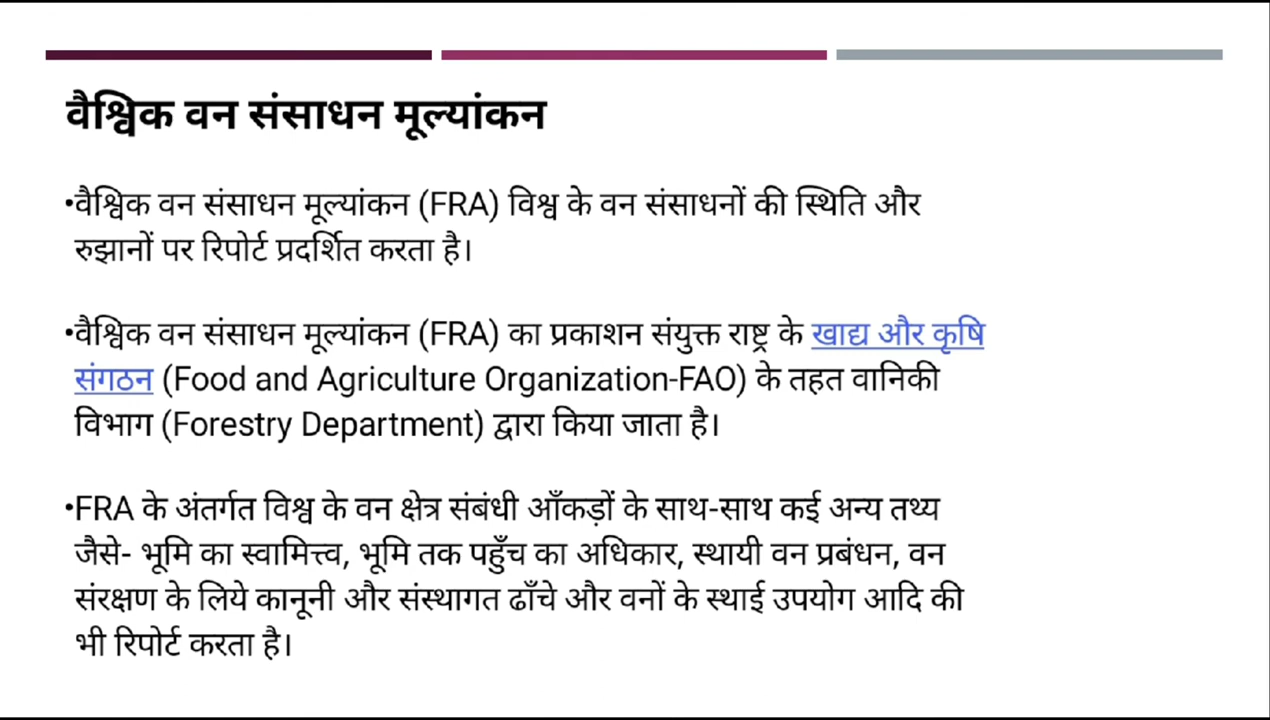 वैश्विक वन संसाधन मूल्यांकन
•वैश्विक वन संसाधन मूल्यांकन (FRA) विश्व के वन संसाधनों की स्थिति और
रुझानों पर रिपोर्ट प्रदर्शित करता है।
•वैश्विक वन संसाधन मूल्यांकन (FRA) का प्रकाशन संयुक्त राष्ट्र के खाद्य और कृषि
संगठन (Food and Agriculture Organization-FAO) के तहत वानिकी
विभाग (Forestry Department) द्वारा किया जाता है।
•FRA के अंतर्गत विश्व के वन क्षेत्र संबंधी आँकड़ों के साथ-साथ कई अन्य तथ्य
जैसे- भूमि का स्वामित्त्व, भूमि तक पहुँच का अधिकार, स्थायी वन प्रबंधन, वन
संरक्षण के लिये कानूनी और संस्थागत ढाँचे और वनों के स्थाई उपयोग आदि की
भी रिपोर्ट करता है।